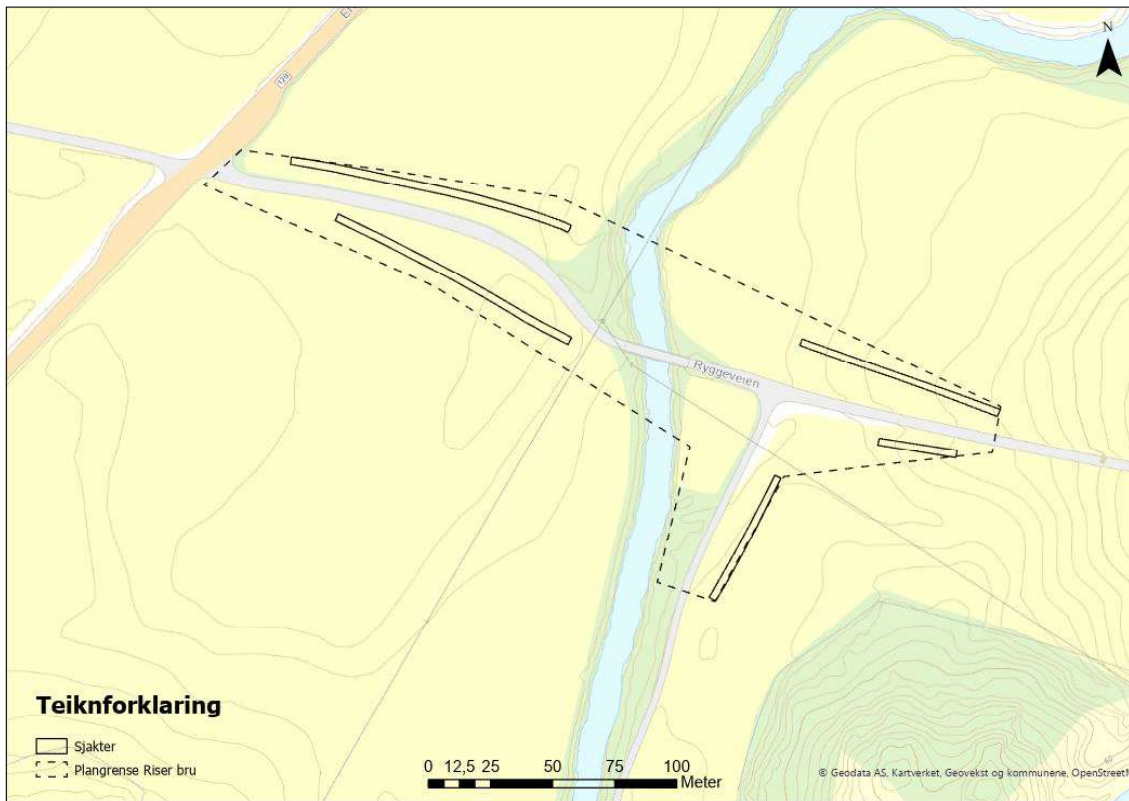 N
128
Ryggeveien
Teiknforklaring
Sjakter
Plangrense Riser bru
0 12,5 25 50 75 100
Meter
© Geodata AS, Kartverket, Geovekst og kommunene, OpenStreetM